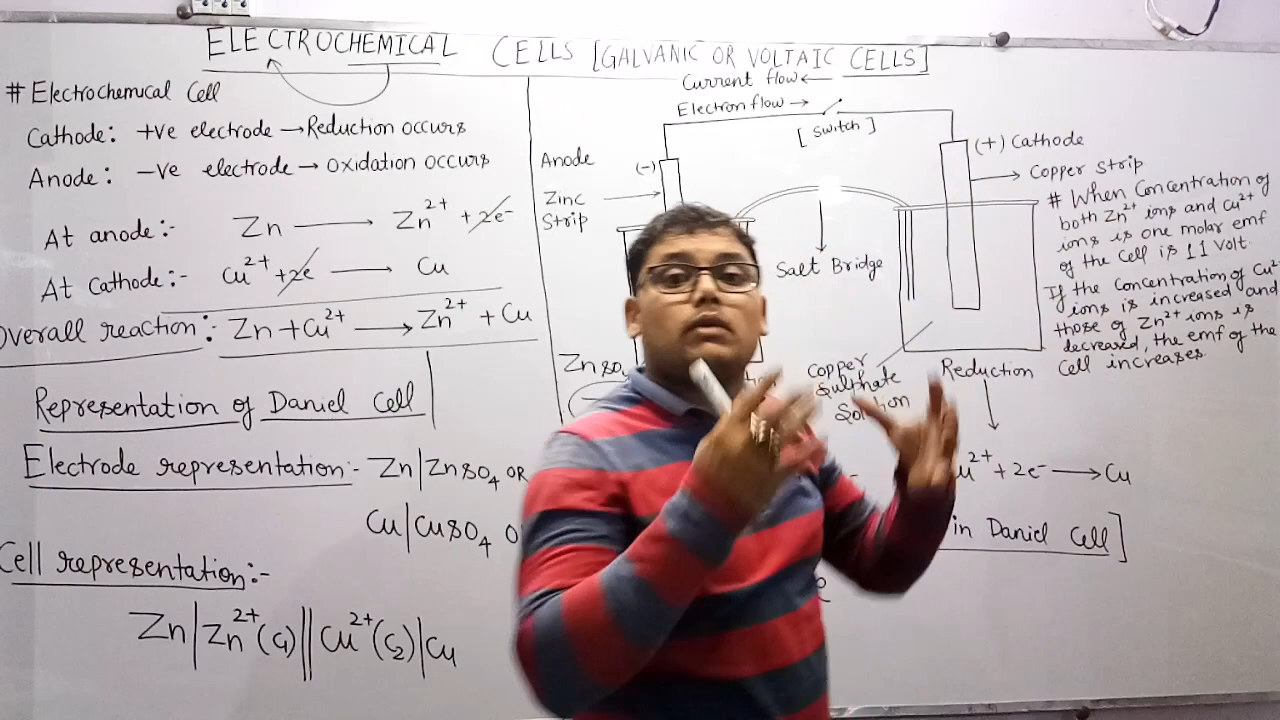 ELECTROCHEMICAL CELLS [GALVANIC OR VOLTAIC CELLS]
# Electrochemical Cell
Cathode: +ve electrode → Reduction occurs
Anode: -ve electrode → oxidation occurs
At anode:- Zn → Zn²⁺ + 2e⁻
At cathode:- Cu²⁺ + 2e → Cu
Overall reaction:- Zn + Cu²⁺ → Zn²⁺ + Cu
Representation of Daniel Cell
Electrode representation:- Zn|ZnSO₄ OR
Cu|CuSO₄ O
Cell representation:-
Zn|Zn²⁺(C₁)||Cu²⁺(C₂)|Cu
Current flow ←
Electron flow →
[Switch]
Anode
(-)
Zinc
Strip
(+) Cathode
→ Copper strip
Salt Bridge
ZnSO
Copper
Sulphate
Solution
Reduction
u²⁺ + 2e⁻ → Cu
in Daniel Cell]
# When Concentration of
both Zn²⁺ ions and Cu²⁺
ions is one molar emf
of the cell is 1.1 Volt.
If the concentration of Cu²
ions is increased and
those of Zn²⁺ ions is
decreased, the emf of the
Cell increases